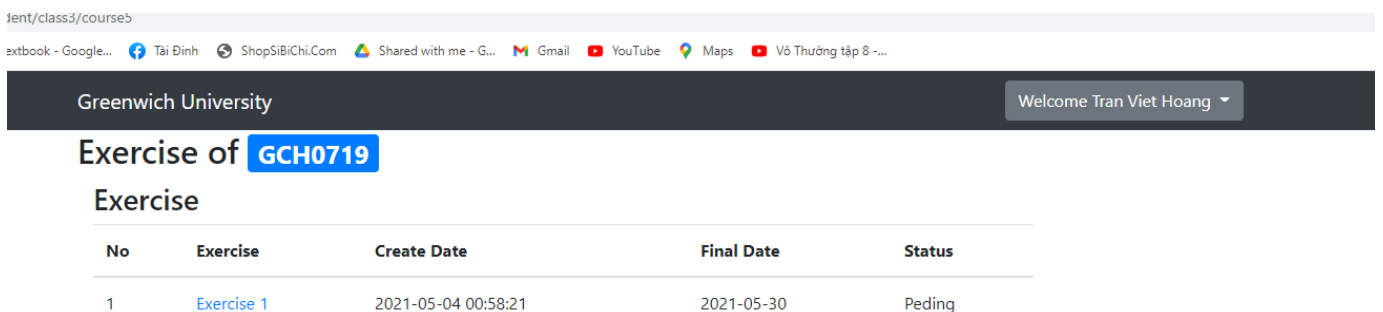 dent/class3/course5
extbook - Google... Tài Đinh ShopSiBiChi.Com Shared with me - G... Gmail YouTube Maps Vô Thường tập 8 -...
Greenwich University Welcome Tran Viet Hoang
Exercise of GCH0719
Exercise
No Exercise Create Date Final Date Status
1 Exercise 1 2021-05-04 00:58:21 2021-05-30 Peding